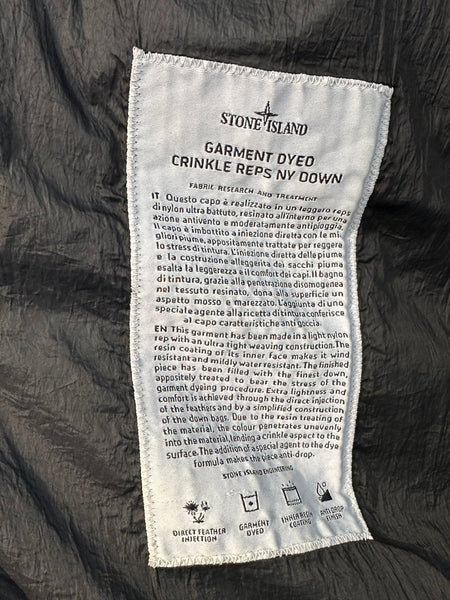 STONE ISLAND
GARMENT DYED
CRINKLE REPS NY DOWN
FABRIC RESEARCH AND TREATMENT
IT Questo capo è realizzato in un leggero reps
di nylon ultra battuto, resinato all'interno per una
azione antivento e moderatamente antipioggia.
Il capo è imbottito a iniezione diretta con le mi
gliori piume, appositamente trattate per reggere
lo stress di tintura. L'iniezione diretta delle piume
e la costruzione alleggerita dei sacchi piuma
esalta la leggerezza e il comfort dei capi. Il bagno
di tintura, grazie alla penetrazione disomogenea
nel tessuto resinato, dona alla superficie un
aspetto mosso e marezzato. L'aggiunta di uno
speciale agente alla ricetta di tintura conferisce
al capo caratteristiche anti goccia.
EN This garment has been made in a light nylon
rep with an ultra tight weaving construction. The
resin coating of its inner face makes it wind
resistant and mildly water resistant. The finished
piece has been filled with the finest down,
appositely treated to bear the stress of the
garment dyeing procedure. Extra lightness and
comfort is achieved through the direct injection
of the feathers and by a simplified construction
of the down bags. Due to the resin treating of
the material, the colour penetrates unevenly
into the material, lending a crinkle aspect to the
surface. The addition of a special agent to the dye
formula makes the piece anti-drop.
STONE ISLAND ENGINEERING
DIRECT FEATHER
INJECTION
GARMENT
DYED
INNER RESIN
COATING
ANTI DROP
FINISH